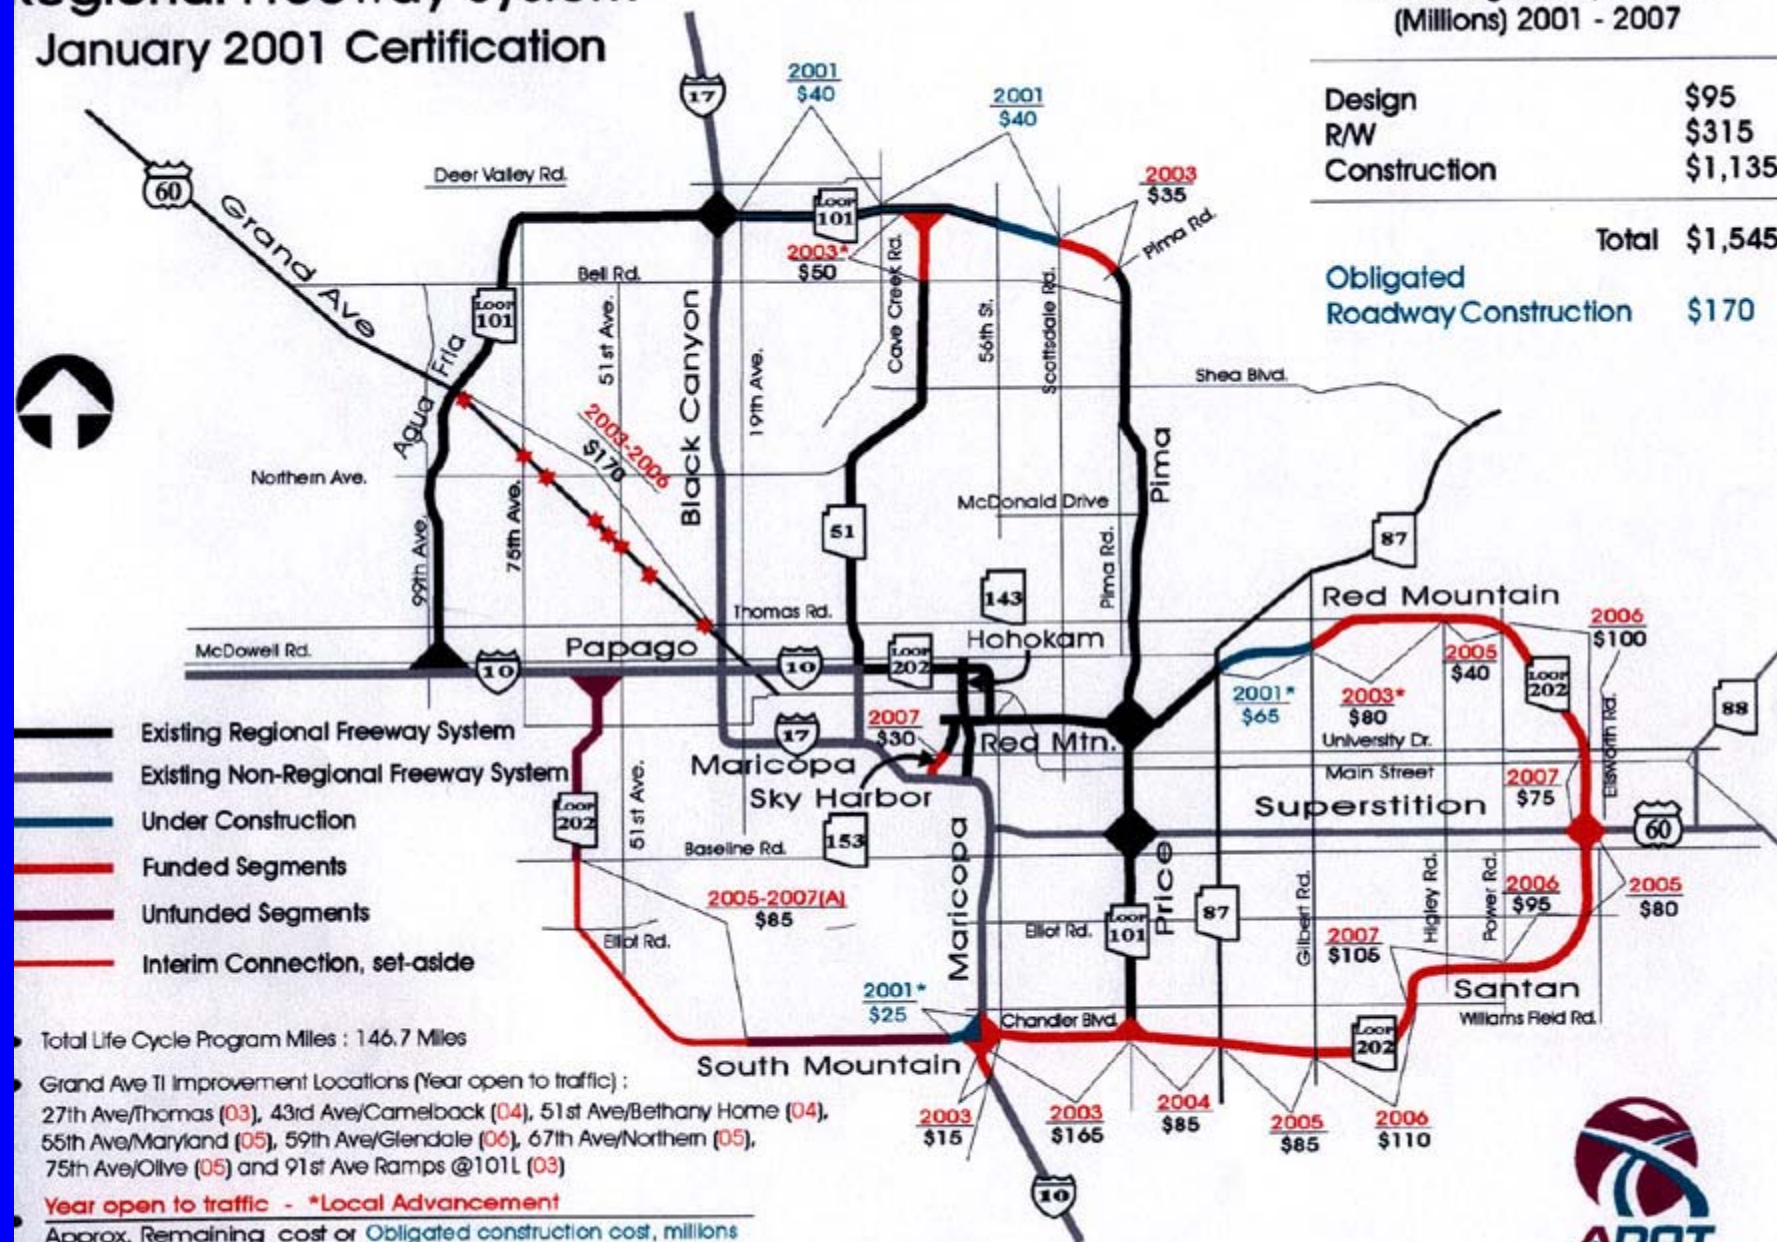 Regional Freeway System
January 2001 Certification
(Millions) 2001 - 2007
Design $95
R/W $315
Construction $1,135
Total $1,545
Obligated
Roadway Construction $170
17
2001
$40
2001
$40
2003
$35
60
Grand Ave
Deer Valley Rd.
LOOP
101
Pima Rd.
2003*
$50
Bell Rd.
LOOP
101
Agua Fria
51st Ave.
Black Canyon
19th Ave.
Cave Creek Rd.
56th St.
Scottsdale Rd.
Shea Blvd.
2003-2006
$170
Northern Ave.
99th Ave.
75th Ave.
51
McDonald Drive
Pima
Pima Rd.
87
143
Hohokam
Thomas Rd.
Red Mountain
McDowell Rd.
Papago
10
10
LOOP
202
2006
$100
2005
$40
LOOP
202
2001*
$65
2003*
$80
Ellsworth Rd.
88
2007
$30
Red Mtn.
17
Maricopa
Sky Harbor
153
University Dr.
Main Street
2007
$75
Superstition
60
Existing Regional Freeway System
Existing Non-Regional Freeway System
Under Construction
Funded Segments
Unfunded Segments
Interim Connection, set-aside
LOOP
202
51st Ave.
Baseline Rd.
2005-2007(A)
$85
Elliot Rd.
Maricopa
Elliot Rd.
LOOP
101
Price
87
Gilbert Rd.
Higley Rd.
Power Rd.
2006
$95
2005
$80
2007
$105
Santan
Williams Field Rd.
2001*
$25
Chandler Blvd.
LOOP
202
South Mountain
2003
$15
2003
$165
2004
$85
2005
$85
2006
$110
10
Total Life Cycle Program Miles : 146.7 Miles
Grand Ave TI Improvement Locations (Year open to traffic) :
27th Ave/Thomas (03), 43rd Ave/Camelback (04), 51st Ave/Bethany Home (04),
55th Ave/Maryland (05), 59th Ave/Glendale (06), 67th Ave/Northern (05),
75th Ave/Olive (05) and 91st Ave Ramps @101L (03)
Year open to traffic - *Local Advancement
Approx. Remaining cost or Obligated construction cost, millions
ADOT